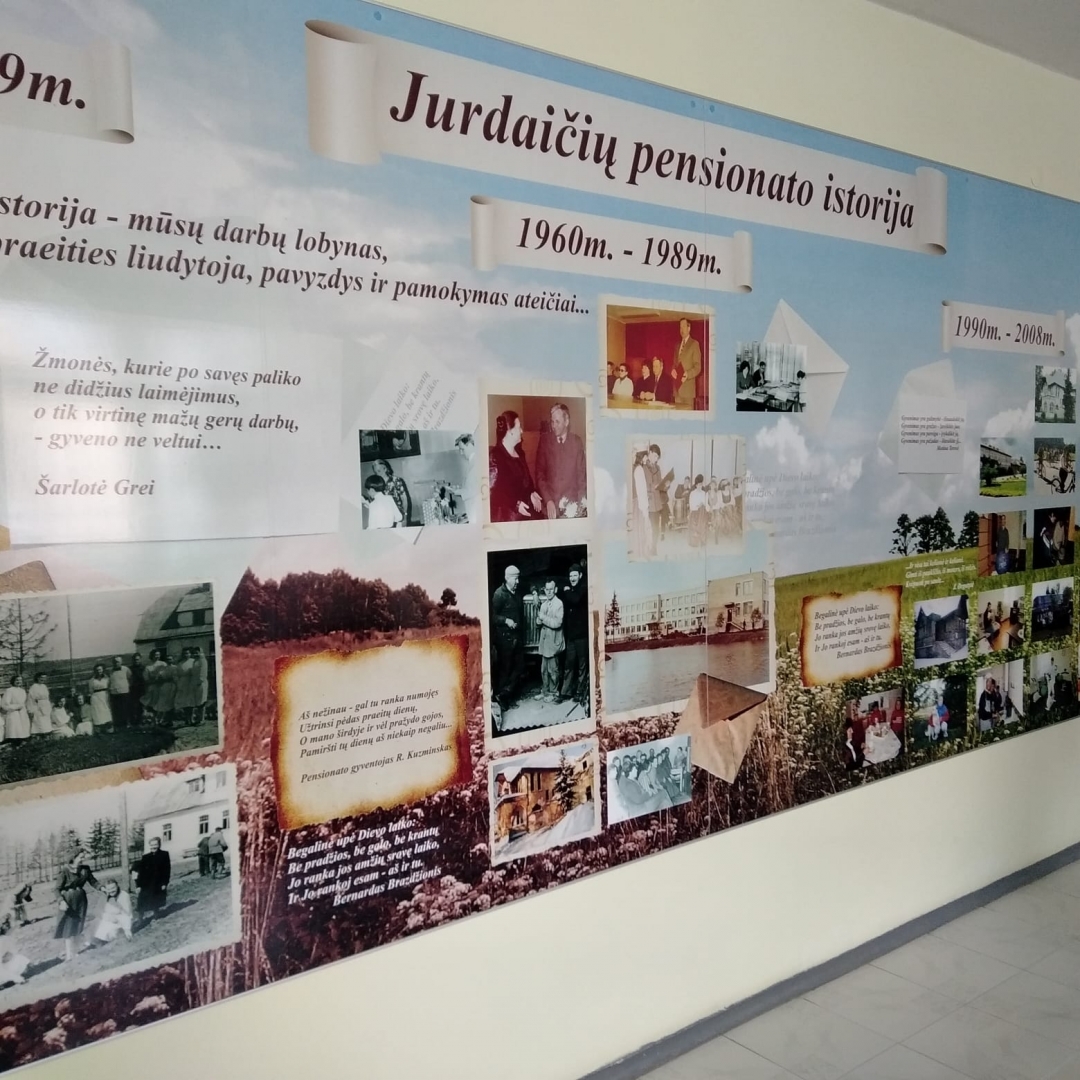 9m.
Jurdaičių pensionato istorija
storija - mūsų darbų lobynas,
praeities liudytoja, pavyzdys ir pamokymas ateičiai...
1960m. - 1989m.
1990m. - 2008m.
Žmonės, kurie po savęs paliko
ne didžius laimėjimus,
o tik virtinę mažų gerų darbų,
- gyveno ne veltui...
Šarlotė Grei
Aš nežinau - gal tu ranka numojęs
Užtrinsi pėdas praeitų dienų,
O mano širdyje ir vėl pražydo gojos,
Pamiršti tų dienų aš niekaip negaliu...
Pensionato gyventojas R. Kuzminskas
Begalinė upė Dievo laiko:
Be pradžios, be galo, be krantų
Jo ranka jos amžių sravę laiko,
Ir Jo rankoj esam - aš ir tu.
Bernardas Brazdžionis
Begalinė upė Dievo laiko:
Be pradžios, be galo, be krantų
Jo ranka jos amžių sravę laiko,
Ir Jo rankoj esam - aš ir tu.
Bernardas Brazdžionis